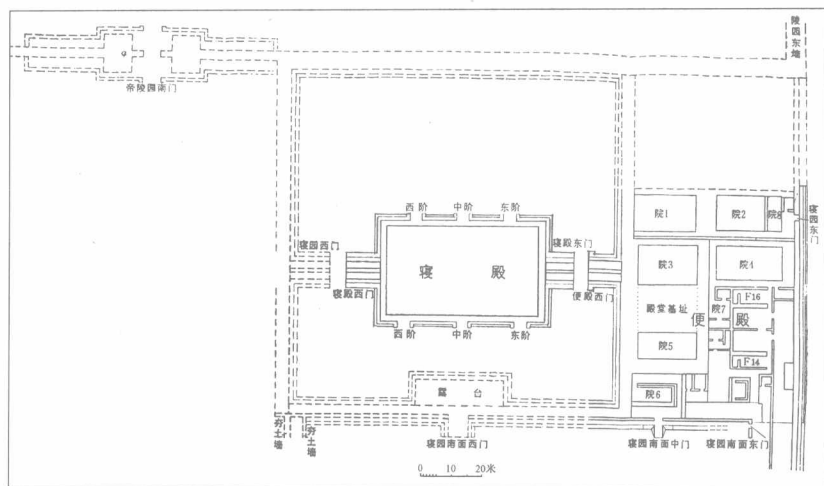 陵园东墙
帝陵园南门
西阶 中阶 东阶
院1
院2
院8
寝园东门
寝园西门
寝殿东门
寝 殿
院3
院4
寝殿西门
便殿西门
殿堂基址
院7
F16
便 殿
西阶 中阶 东阶
院5
F14
露 台
院6
夯土墙
夯土墙
寝园南面西门
寝园南面中门
寝园南面东门
0 10 20米